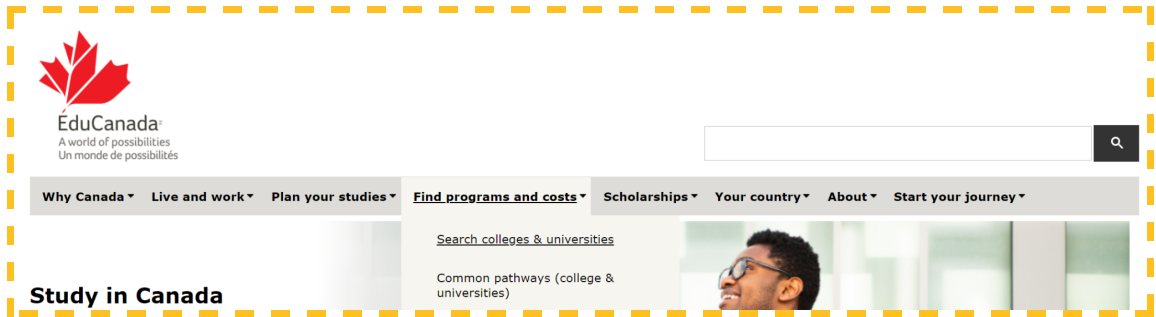 ÉduCanada
A world of possibilities
Un monde de possibilités
Why Canada Live and work Plan your studies Find programs and costs Scholarships Your country About Start your journey
Search colleges & universities
Common pathways (college &
universities)
Study in Canada